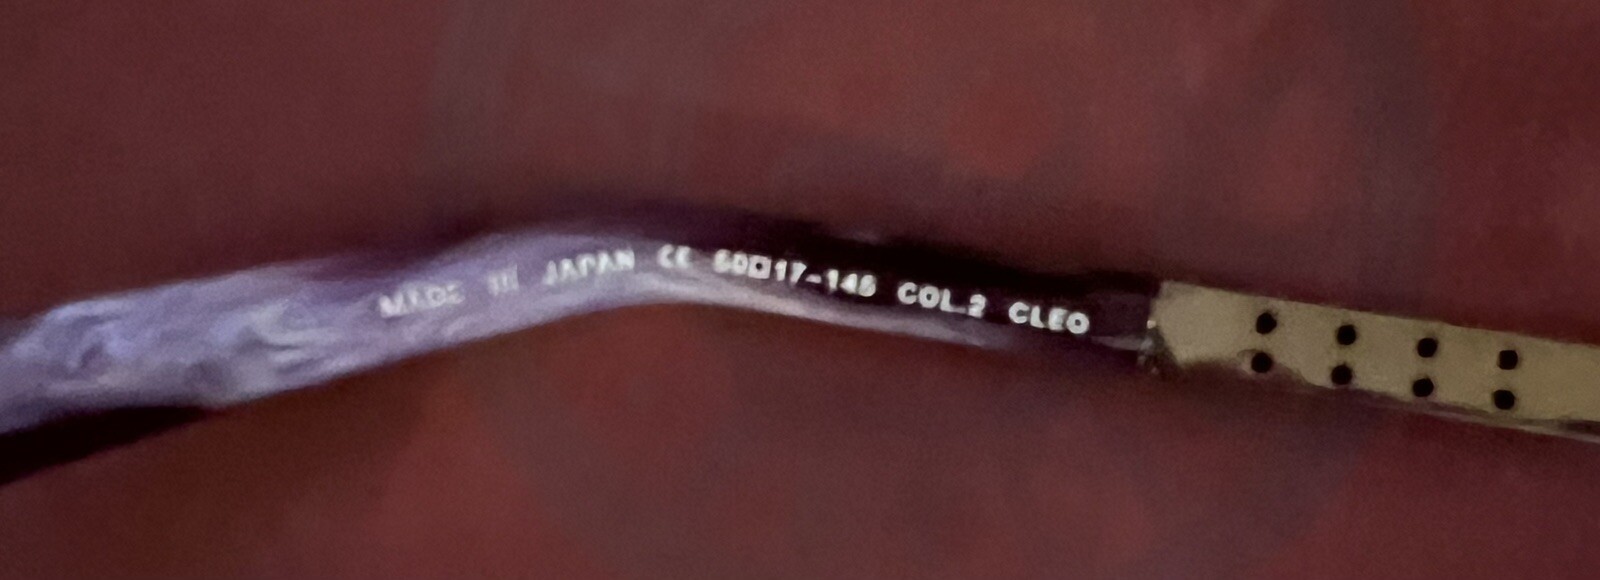 MADE IN JAPAN CE 50□17-145 COL.2 CLEO